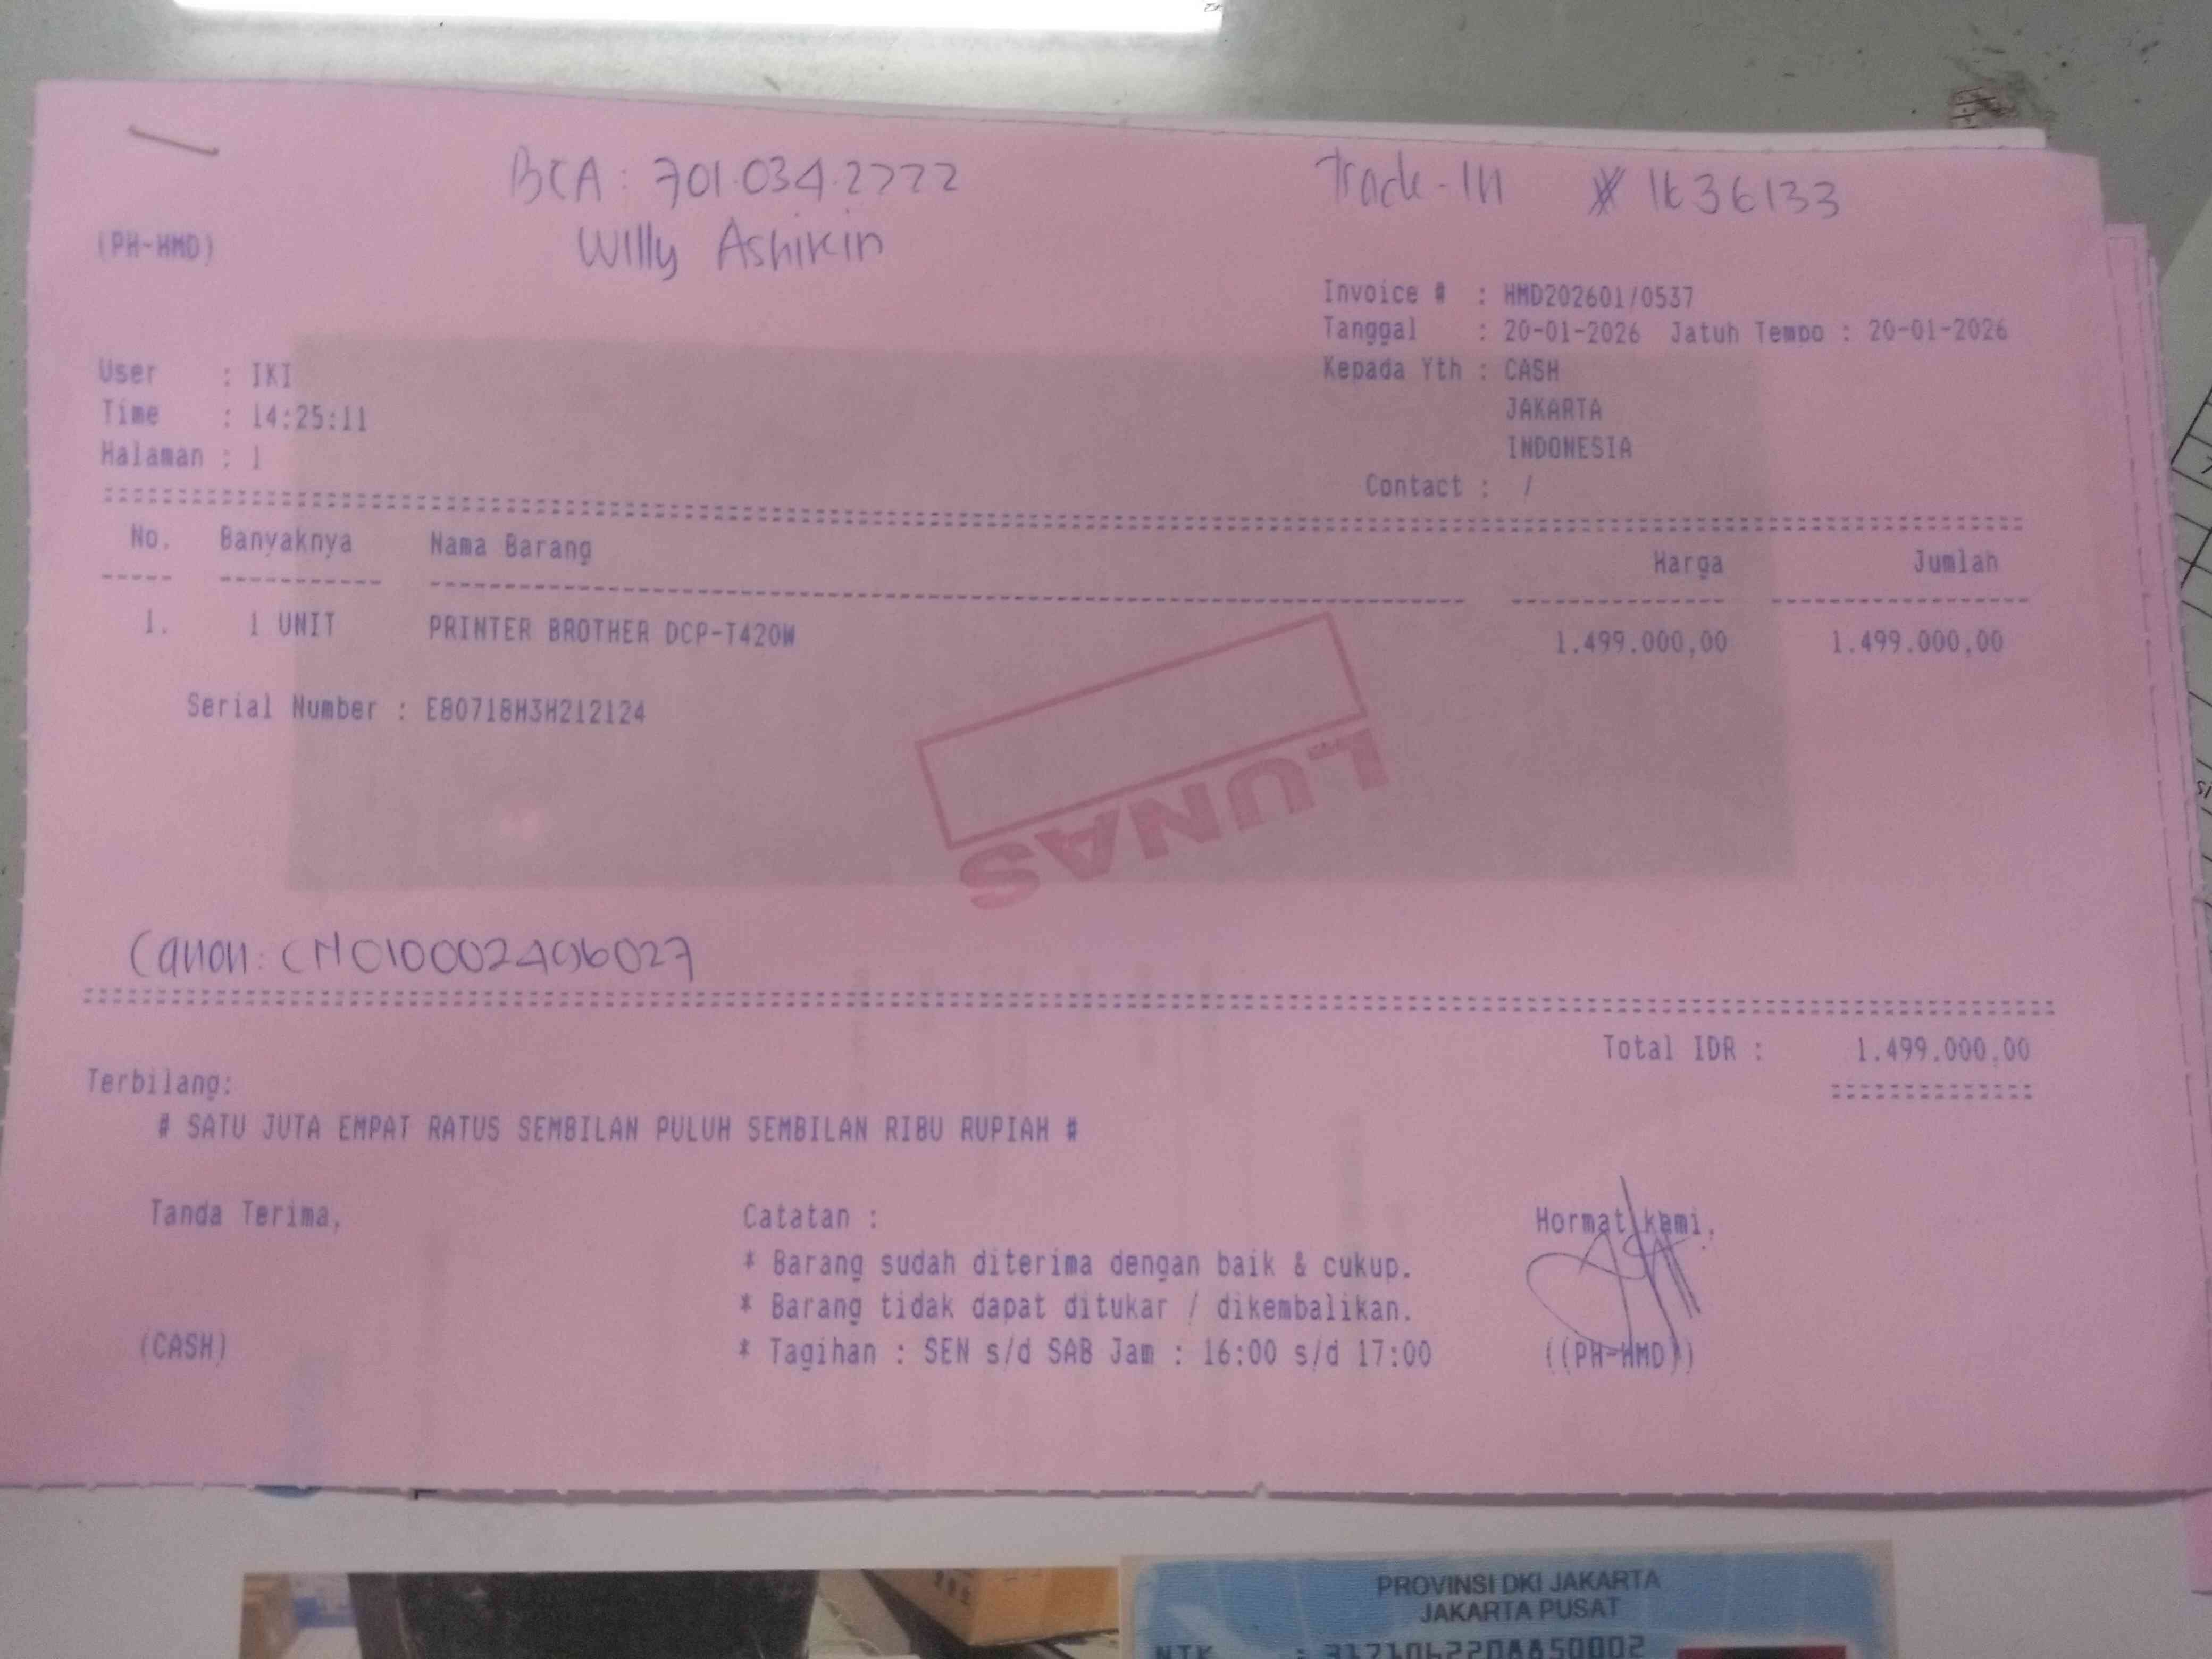 BCA : 701.034.2222
Willy Ashikin
Trade-In
(PH-HMD)
Invoice # : HMD202601/0537
Tanggal : 20-01-2026 Jatuh Tempo : 20-01-2026
Kepada Yth : CASH
JAKARTA
INDONESIA
Contact : /
User : IKI
Time : 14:25:11
Halaman : 1
No. Banyaknya Nama Barang Harga Jumlah
1. 1 UNIT PRINTER BROTHER DCP-T420W 1.499.000,00 1.499.000,00
Serial Number : E80718H3H212124
LUNAS
Canon :
Total IDR : 1.499.000,00
Terbilang:
# SATU JUTA EMPAT RATUS SEMBILAN PULUH SEMBILAN RIBU RUPIAH #
Tanda Terima,
(CASH)
Catatan :
* Barang sudah diterima dengan baik & cukup.
* Barang tidak dapat ditukar / dikembalikan.
* Tagihan : SEN s/d SAB Jam : 16:00 s/d 17:00
Hormat kami,
((PH-HMD))
PROVINSI DKI JAKARTA
JAKARTA PUSAT
NIK :